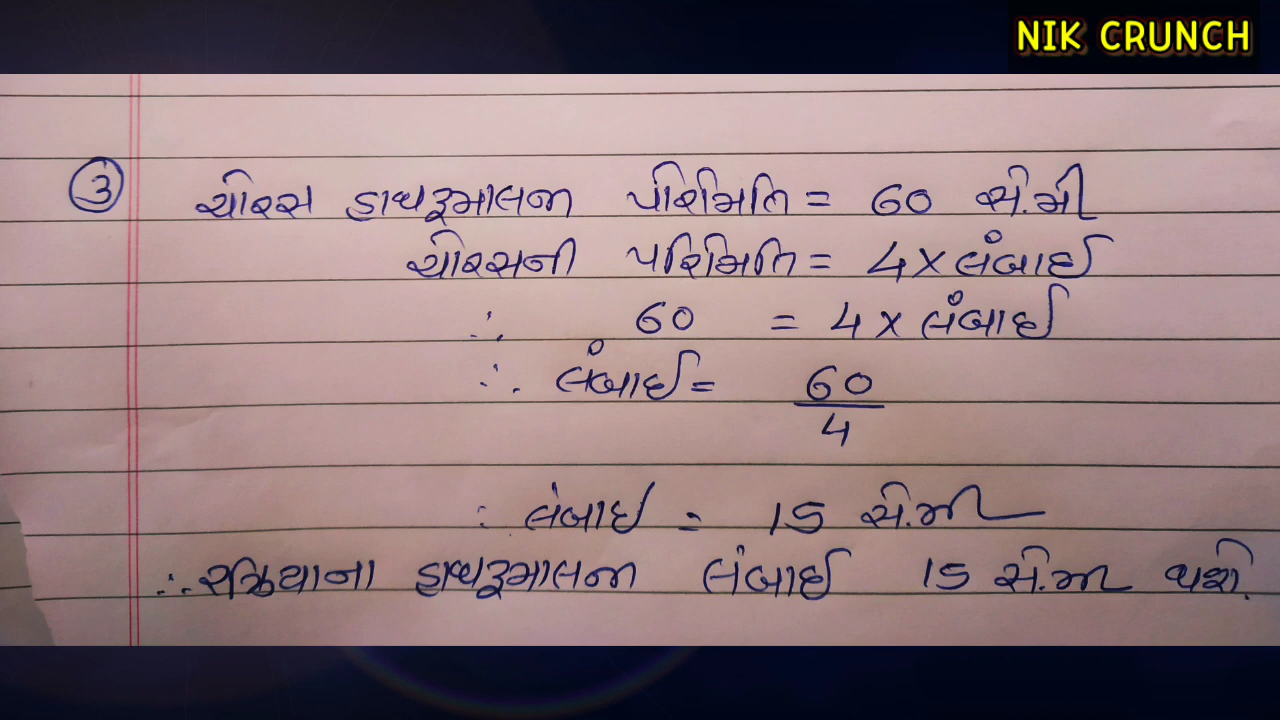 NIK CRUNCH
③ ચોરસ હાથરૂમાલની પરિમિતિ = 60 સે.મી
ચોરસની પરિમિતિ = 4 × લંબાઈ
∴ 60 = 4 × લંબાઈ
∴ લંબાઈ = 60
4
∴ લંબાઈ = 15 સે.મી
∴ રઝિયાના હાથરૂમાલની લંબાઈ 15 સે.મી થશે.